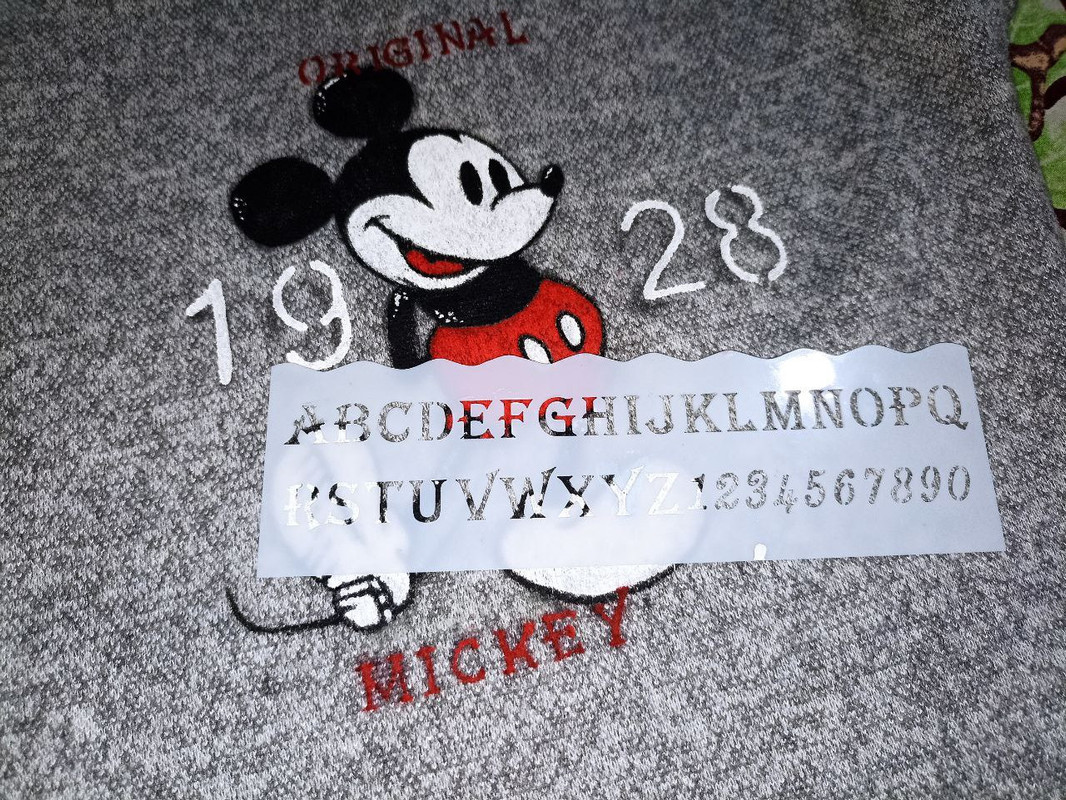 ORIGINAL
19 28
ABCDEFGHIJKLMNOPQ
RSTUVWXYZ1234567890
MICKEY